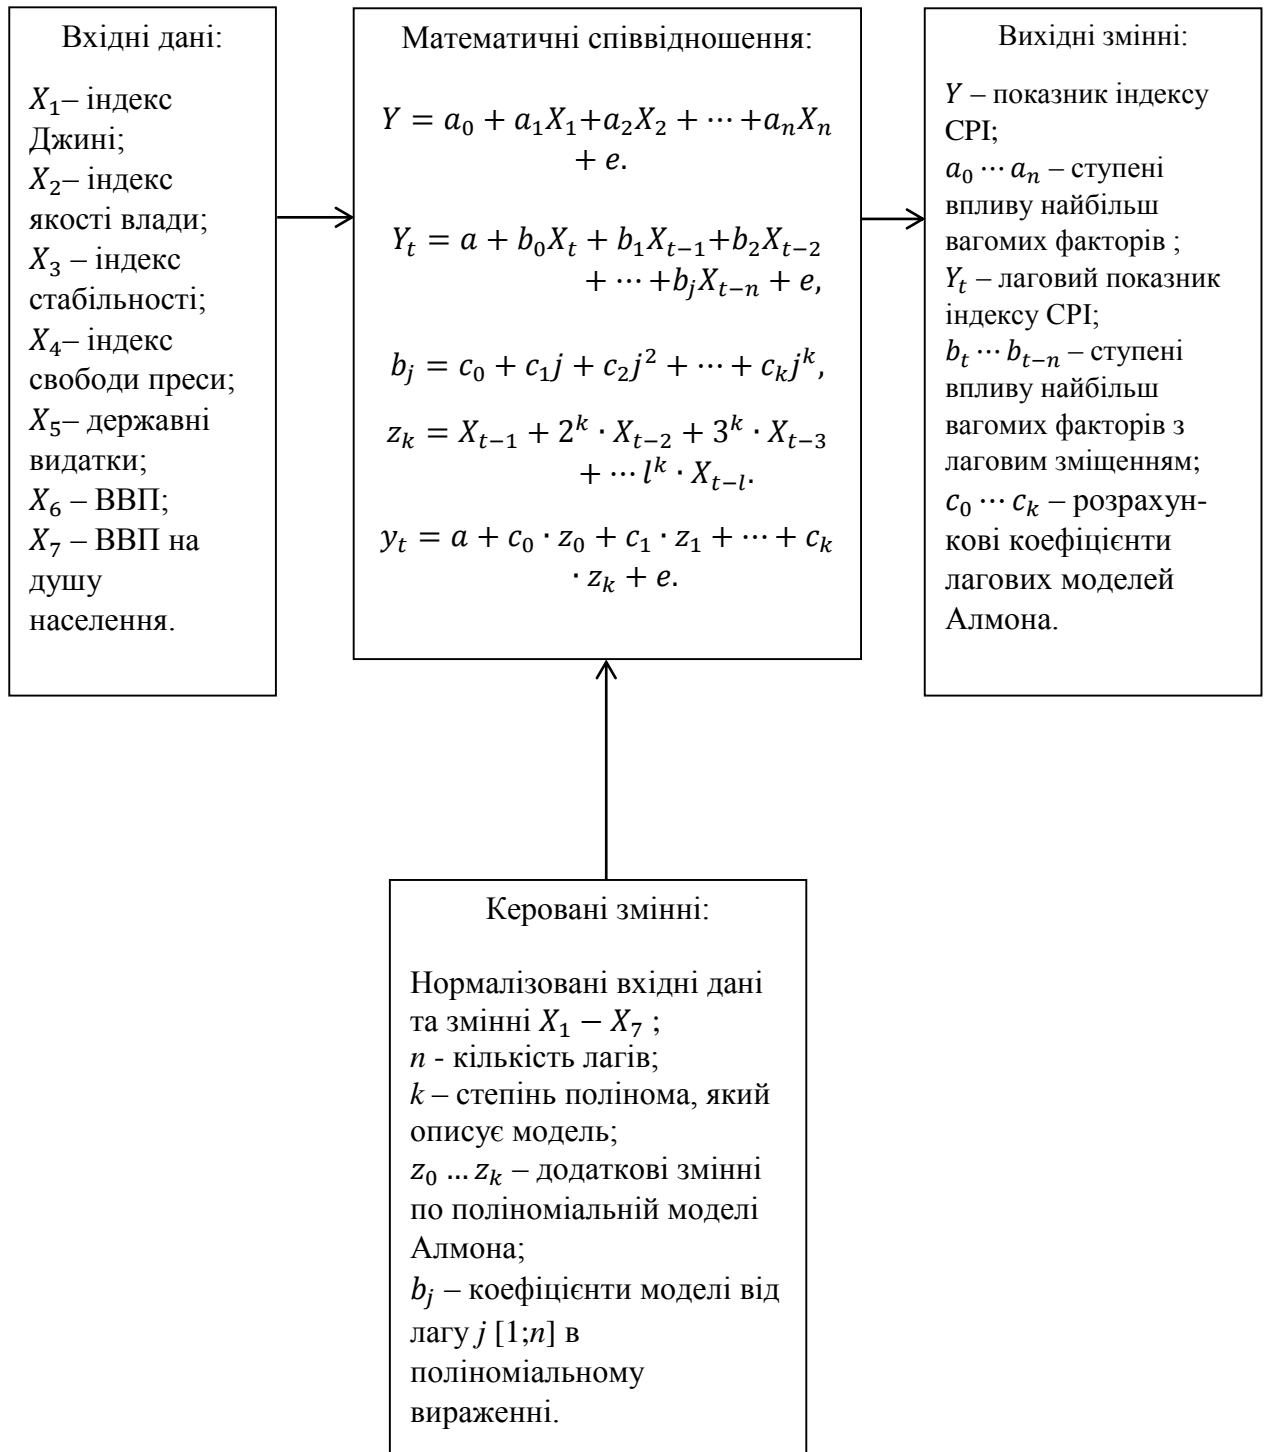 Вхідні дані:
X₁– індекс
Джині;
X₂– індекс
якості влади;
X₃ – індекс
стабільності;
X₄– індекс
свободи преси;
X₅– державні
видатки;
X₆ – ВВП;
X₇ – ВВП на
душу
населення.
Математичні співвідношення:
Y = a₀ + a₁X₁+a₂X₂ + ⋯ +aₙXₙ
+ e.
Yₜ = a + b₀Xₜ + b₁Xₜ₋₁+b₂Xₜ₋₂
+ ⋯ +bⱼXₜ₋ₙ + e,
bⱼ = c₀ + c₁j + c₂j² + ⋯ + cₖjᵏ,
zₖ = Xₜ₋₁ + 2ᵏ · Xₜ₋₂ + 3ᵏ · Xₜ₋₃
+ ⋯ lᵏ · Xₜ₋ₗ.
yₜ = a + c₀ · z₀ + c₁ · z₁ + ⋯ + cₖ
· zₖ + e.
Вихідні змінні:
Y – показник індексу
СРІ;
a₀ ⋯ aₙ – ступені
впливу найбільш
вагомих факторів ;
Yₜ – лаговий показник
індексу СРІ;
bₜ ⋯ bₜ₋ₙ – ступені
впливу найбільш
вагомих факторів з
лаговим зміщенням;
c₀ ⋯ cₖ – розрахун-
кові коефіцієнти
лагових моделей
Алмона.
Керовані змінні:
Нормалізовані вхідні дані
та змінні X₁ − X₇ ;
n - кількість лагів;
k – степінь полінома, який
описує модель;
z₀ … zₖ – додаткові змінні
по поліноміальній моделі
Алмона;
bⱼ – коефіцієнти моделі від
лагу j [1;n] в
поліноміальному
вираженні.